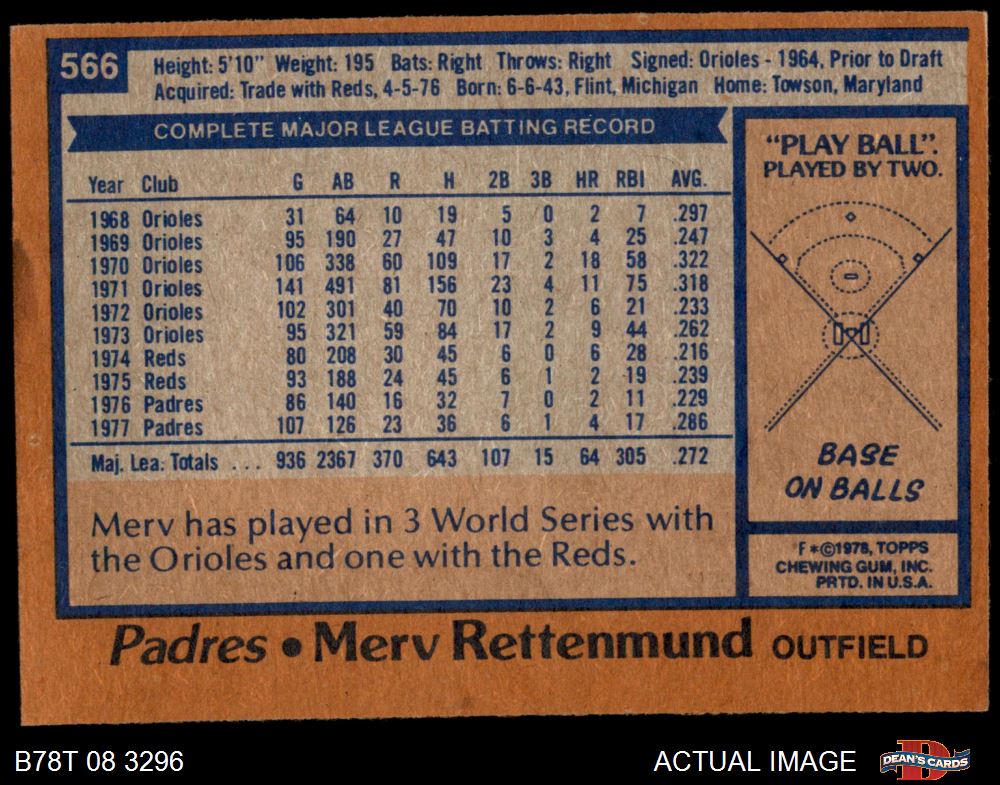 566
Height: 5'10" Weight: 195 Bats: Right Throws: Right Signed: Orioles - 1964, Prior to Draft
Acquired: Trade with Reds, 4-5-76 Born: 6-6-43, Flint, Michigan Home: Towson, Maryland
COMPLETE MAJOR LEAGUE BATTING RECORD
Year Club G AB R H 2B 3B HR RBI AVG.
1968 Orioles 31 64 10 19 5 0 2 7 .297
1969 Orioles 95 190 27 47 10 3 4 25 .247
1970 Orioles 106 338 60 109 17 2 18 58 .322
1971 Orioles 141 491 81 156 23 4 11 75 .318
1972 Orioles 102 301 40 70 10 2 6 21 .233
1973 Orioles 95 321 59 84 17 2 9 44 .262
1974 Reds 80 208 30 45 6 0 6 28 .216
1975 Reds 93 188 24 45 6 1 2 19 .239
1976 Padres 86 140 16 32 7 0 2 11 .229
1977 Padres 107 126 23 36 6 1 4 17 .286
Maj. Lea. Totals ... 936 2367 370 643 107 15 64 305 .272
Merv has played in 3 World Series with
the Orioles and one with the Reds.
"PLAY BALL".
PLAYED BY TWO.
BASE
ON BALLS
F*©1978, TOPPS
CHEWING GUM, INC.
PRTD. IN U.S.A.
Padres • Merv Rettenmund OUTFIELD
B78T 08 3296
ACTUAL IMAGE
D
DEAN'S CARDS